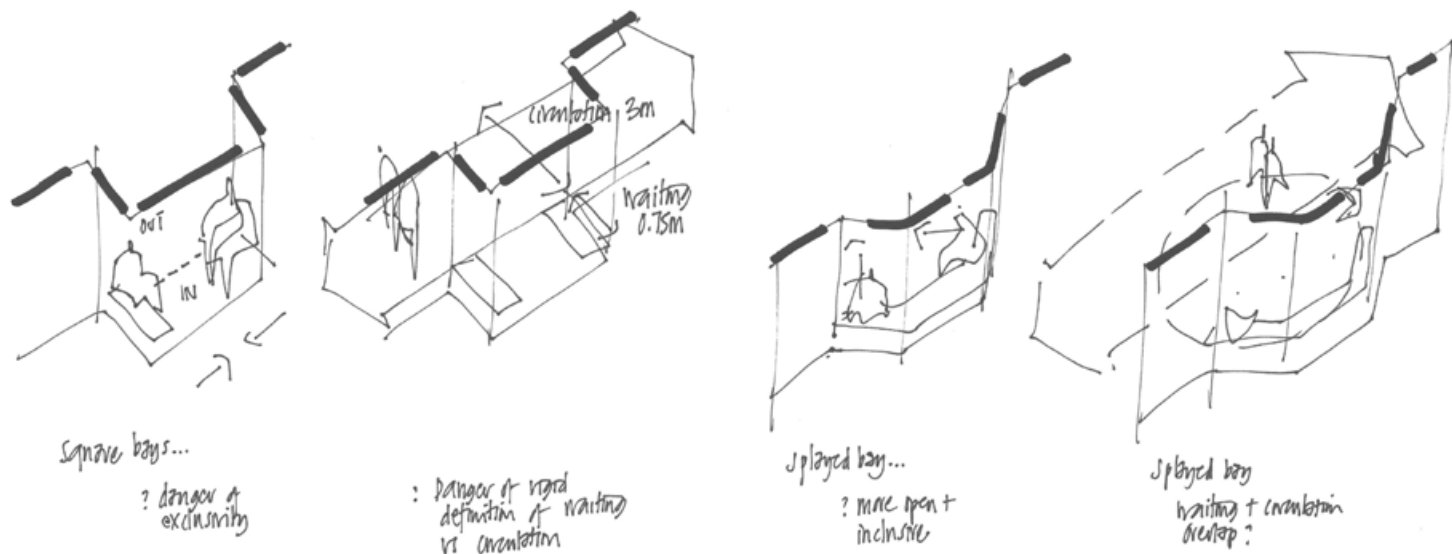 OUT
IN
circulation 3m
waiting
0.75m
square bays...
? danger of
exclusivity
: Danger of rigid
definition of waiting
vs circulation
splayed bay...
? more open +
inclusive
splayed bay
waiting + circulation
overlap?